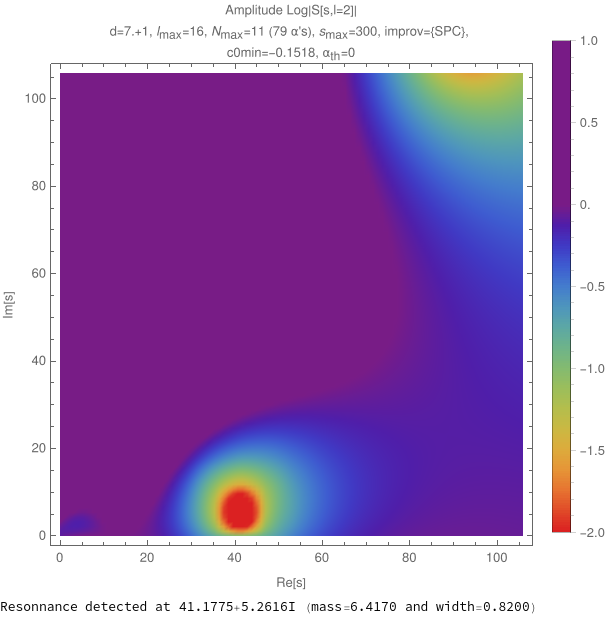 Amplitude Log|S[s,l=2]|
d=7.+1, lmax=16, Nmax=11 (79 α's), smax=300, improv={SPC},
c0min=-0.1518, αth=0
100
80
60
40
20
0
Im[s]
0 20 40 60 80 100
Re[s]
1.0
0.5
0.
-0.5
-1.0
-1.5
-2.0
Resonnance detected at 41.1775+5.2616I (mass=6.4170 and width=0.8200)